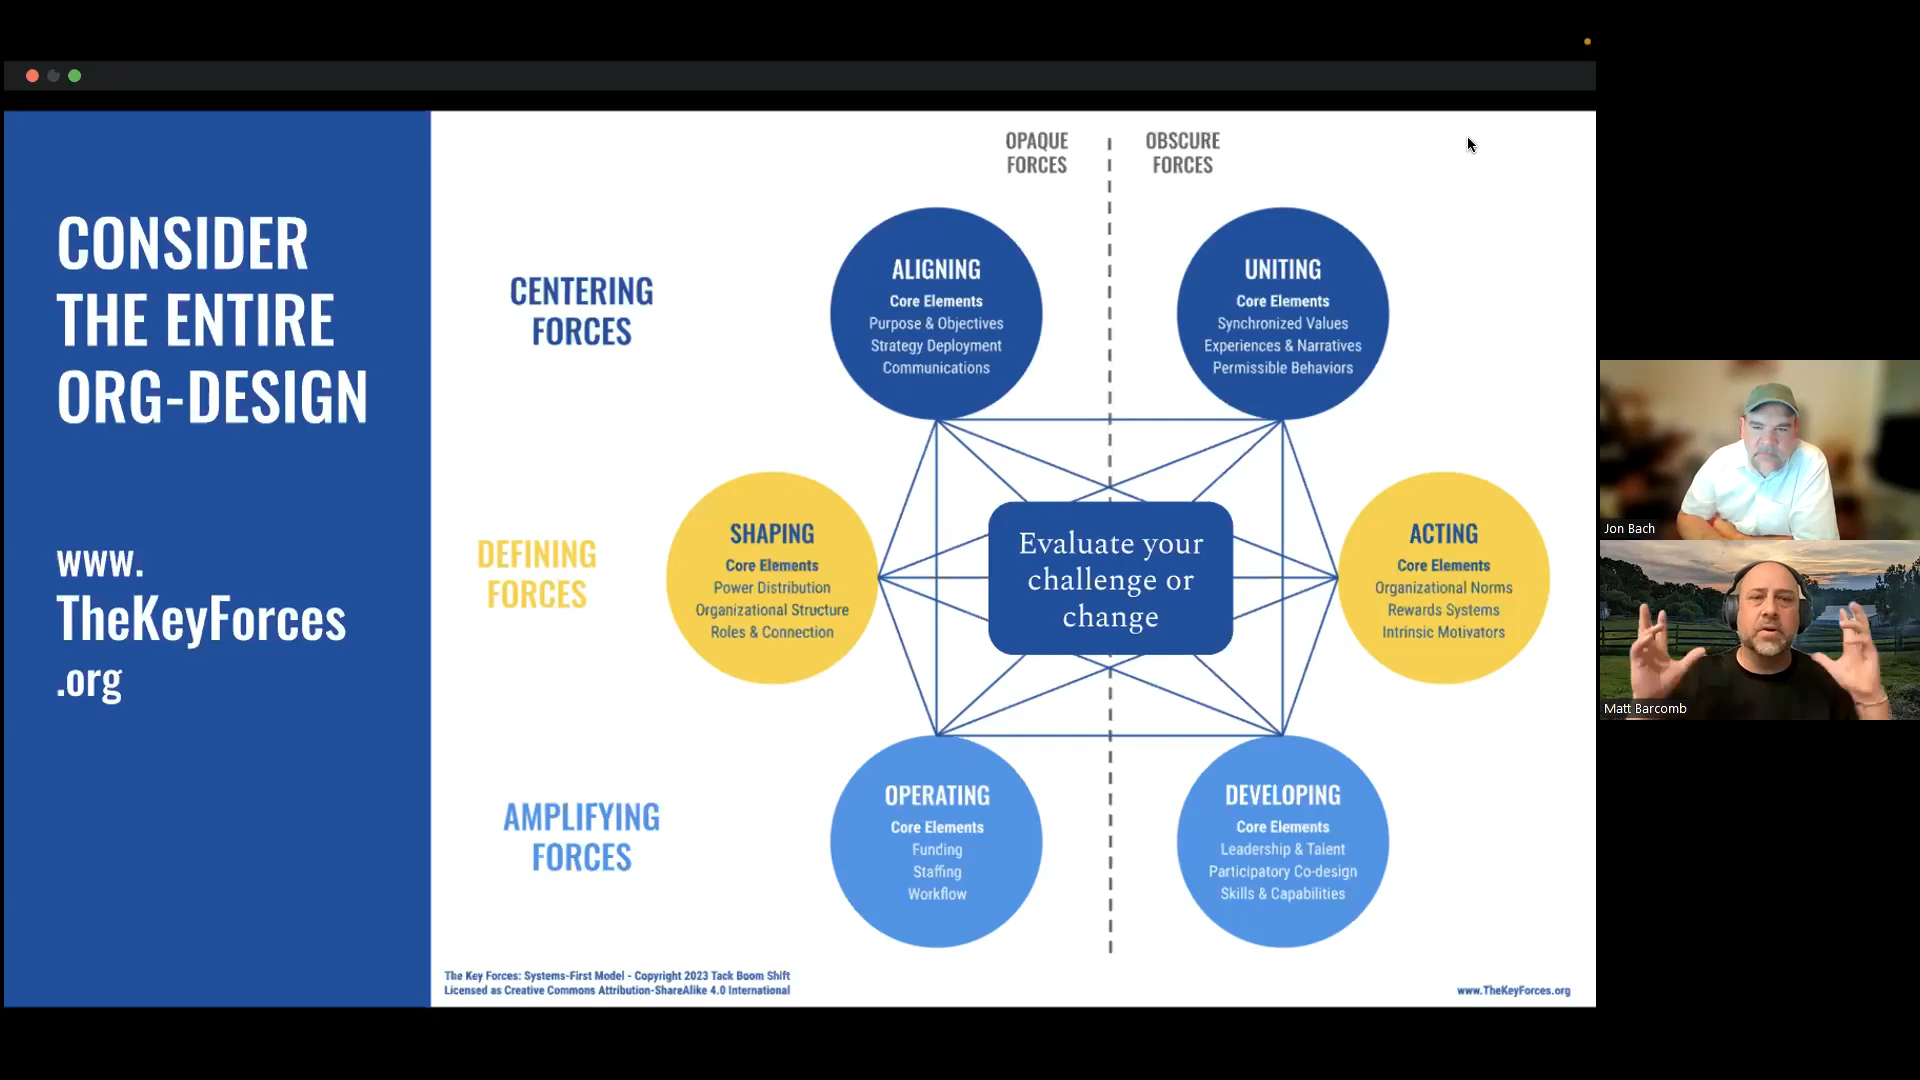 CONSIDER
THE ENTIRE
ORG-DESIGN
www.
TheKeyForces
.org
OPAQUE
FORCES
OBSCURE
FORCES
CENTERING
FORCES
ALIGNING
Core Elements
Purpose & Objectives
Strategy Deployment
Communications
UNITING
Core Elements
Synchronized Values
Experiences & Narratives
Permissible Behaviors
DEFINING
FORCES
SHAPING
Core Elements
Power Distribution
Organizational Structure
Roles & Connection
Evaluate your
challenge or
change
ACTING
Core Elements
Organizational Norms
Rewards Systems
Intrinsic Motivators
AMPLIFYING
FORCES
OPERATING
Core Elements
Funding
Staffing
Workflow
DEVELOPING
Core Elements
Leadership & Talent
Participatory Co-design
Skills & Capabilities
The Key Forces: Systems-First Model - Copyright 2023 Tack Boom Shift
Licensed as Creative Commons Attribution-ShareAlike 4.0 International
www.TheKeyForces.org
Jon Bach
Matt Barcomb